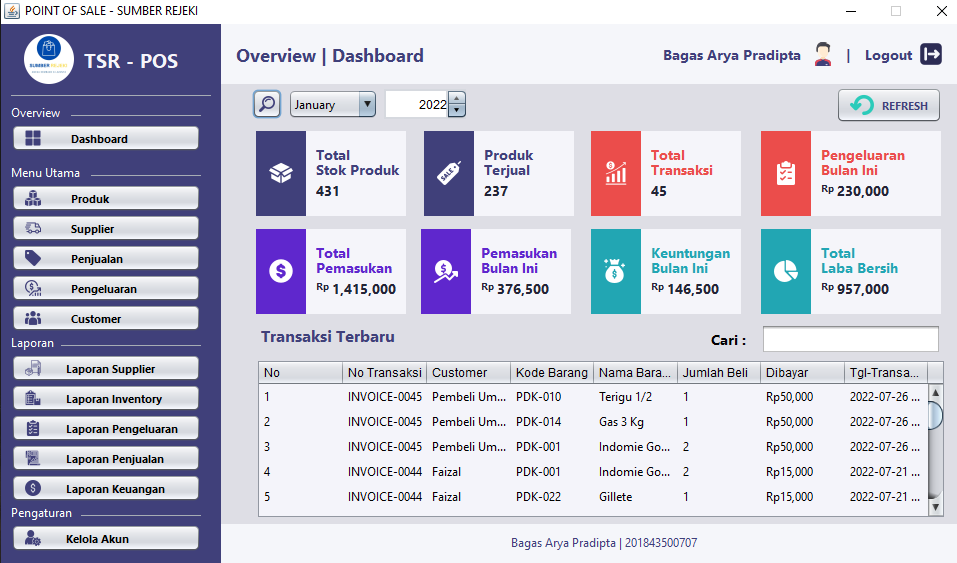 POINT OF SALE - SUMBER REJEKI
SUMBER REJEKI
TSR - POS
Overview
Dashboard
Menu Utama
Produk
Supplier
Penjualan
Pengeluaran
Customer
Laporan
Laporan Supplier
Laporan Inventory
Laporan Pengeluaran
Laporan Penjualan
Laporan Keuangan
Pengaturan
Kelola Akun
Overview | Dashboard
Bagas Arya Pradipta | Logout
January 2022 REFRESH
Total
Stok Produk
431
Produk
Terjual
237
SALE
Total
Transaksi
45
Pengeluaran
Bulan Ini
Rp 230,000
Total
Pemasukan
Rp 1,415,000
Pemasukan
Bulan Ini
Rp 376,500
Keuntungan
Bulan Ini
Rp 146,500
Total
Laba Bersih
Rp 957,000
Transaksi Terbaru
Cari :
No No Transaksi Customer Kode Barang Nama Bara... Jumlah Beli Dibayar Tgl-Transa...
1 INVOICE-0045 Pembeli Um... PDK-010 Terigu 1/2 1 Rp50,000 2022-07-26 ...
2 INVOICE-0045 Pembeli Um... PDK-014 Gas 3 Kg 1 Rp50,000 2022-07-26 ...
3 INVOICE-0045 Pembeli Um... PDK-001 Indomie Go... 2 Rp50,000 2022-07-26 ...
4 INVOICE-0044 Faizal PDK-001 Indomie Go... 2 Rp15,000 2022-07-21 ...
5 INVOICE-0044 Faizal PDK-022 Gillete 1 Rp15,000 2022-07-21 ...
Bagas Arya Pradipta | 201843500707